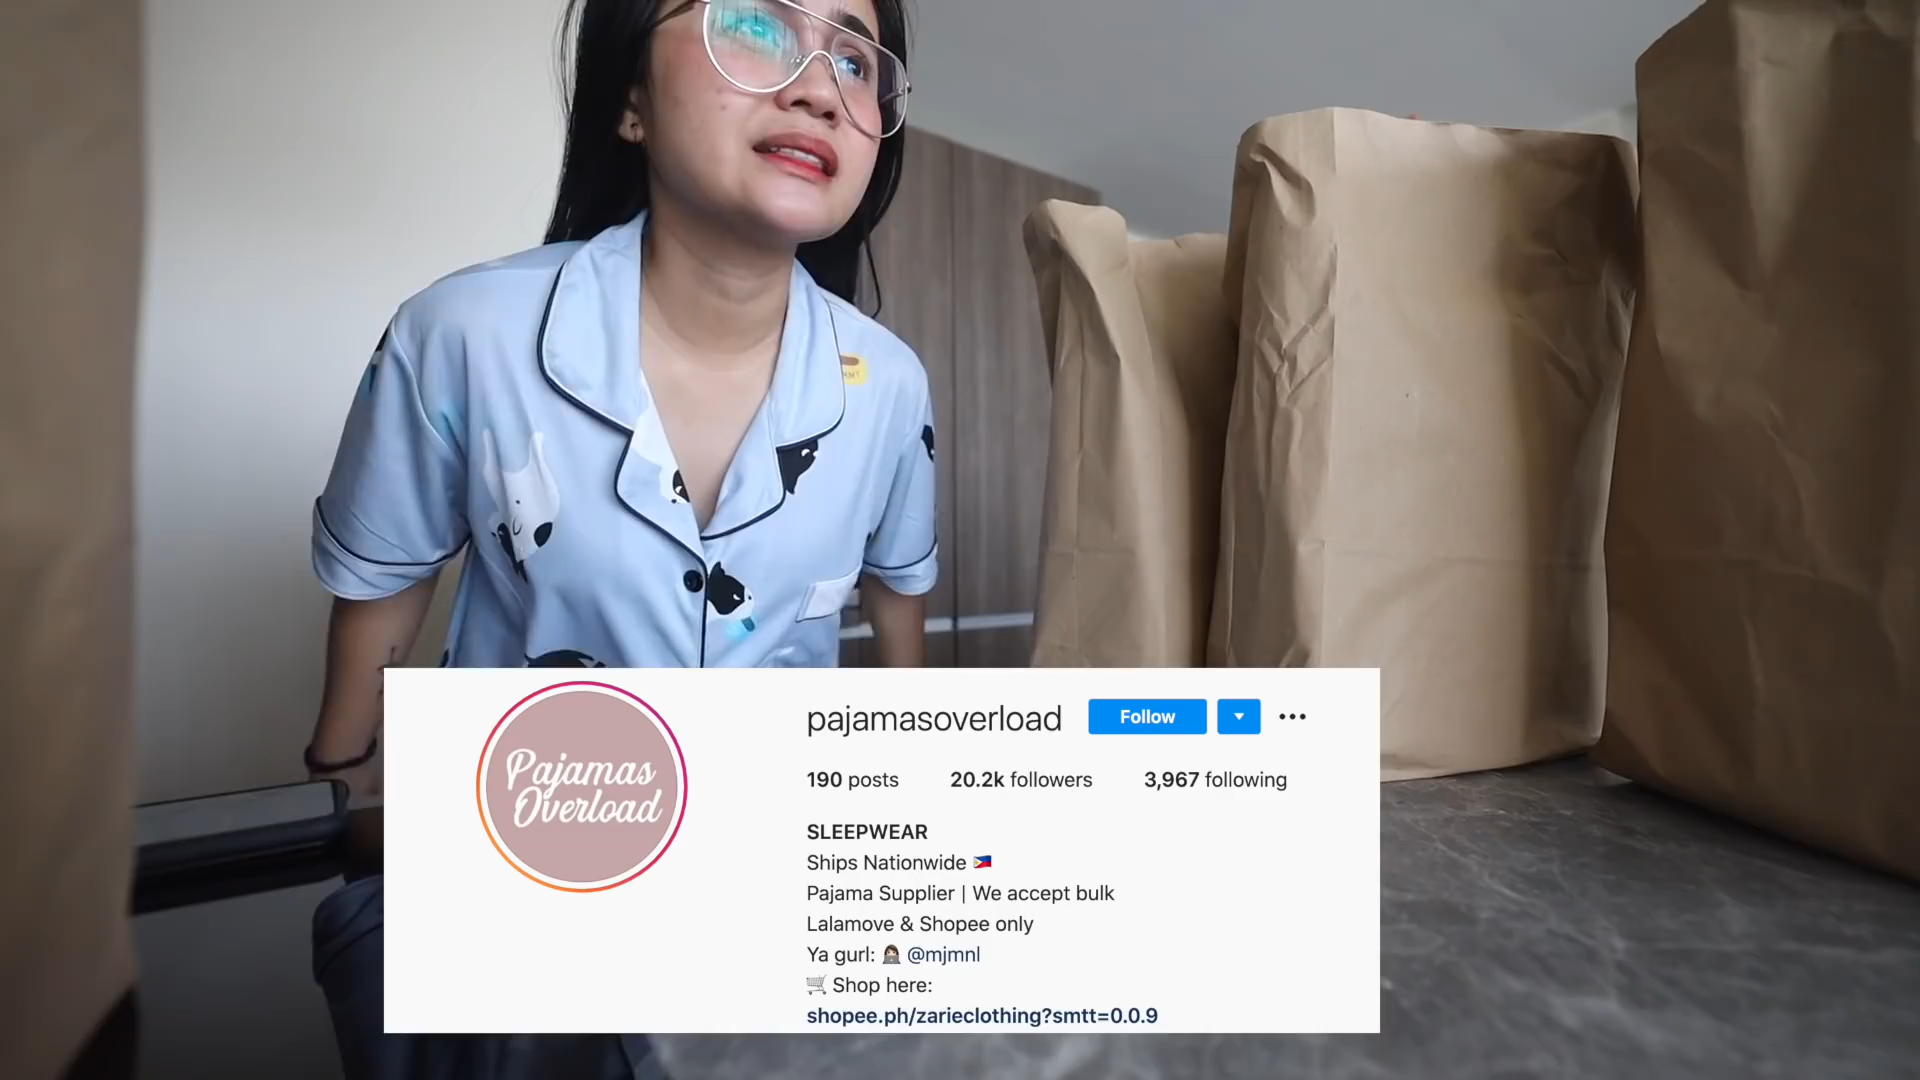 Pajamas
Overload
pajamasoverload Follow
190 posts 20.2k followers 3,967 following
SLEEPWEAR
Ships Nationwide 🇵🇭
Pajama Supplier | We accept bulk
Lalamove & Shopee only
Ya gurl: 👩🏻‍💻 @mjmnl
🛒 Shop here:
shopee.ph/zarieclothing?smtt=0.0.9